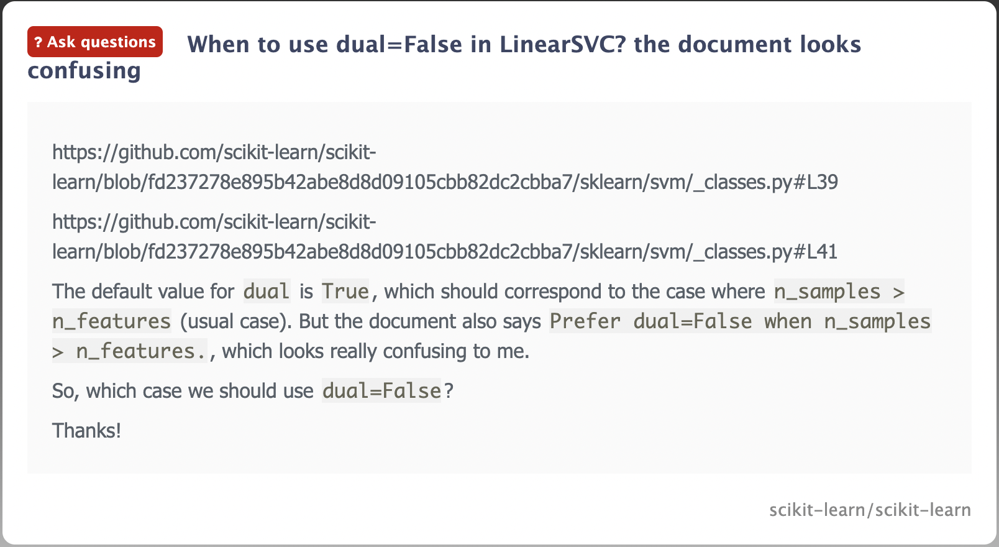 ? Ask questions When to use dual=False in LinearSVC? the document looks
confusing
https://github.com/scikit-learn/scikit-
learn/blob/fd237278e895b42abe8d8d09105cbb82dc2cbba7/sklearn/svm/_classes.py#L39
https://github.com/scikit-learn/scikit-
learn/blob/fd237278e895b42abe8d8d09105cbb82dc2cbba7/sklearn/svm/_classes.py#L41
The default value for dual is True, which should correspond to the case where n_samples >
n_features (usual case). But the document also says Prefer dual=False when n_samples
> n_features., which looks really confusing to me.
So, which case we should use dual=False?
Thanks!
scikit-learn/scikit-learn